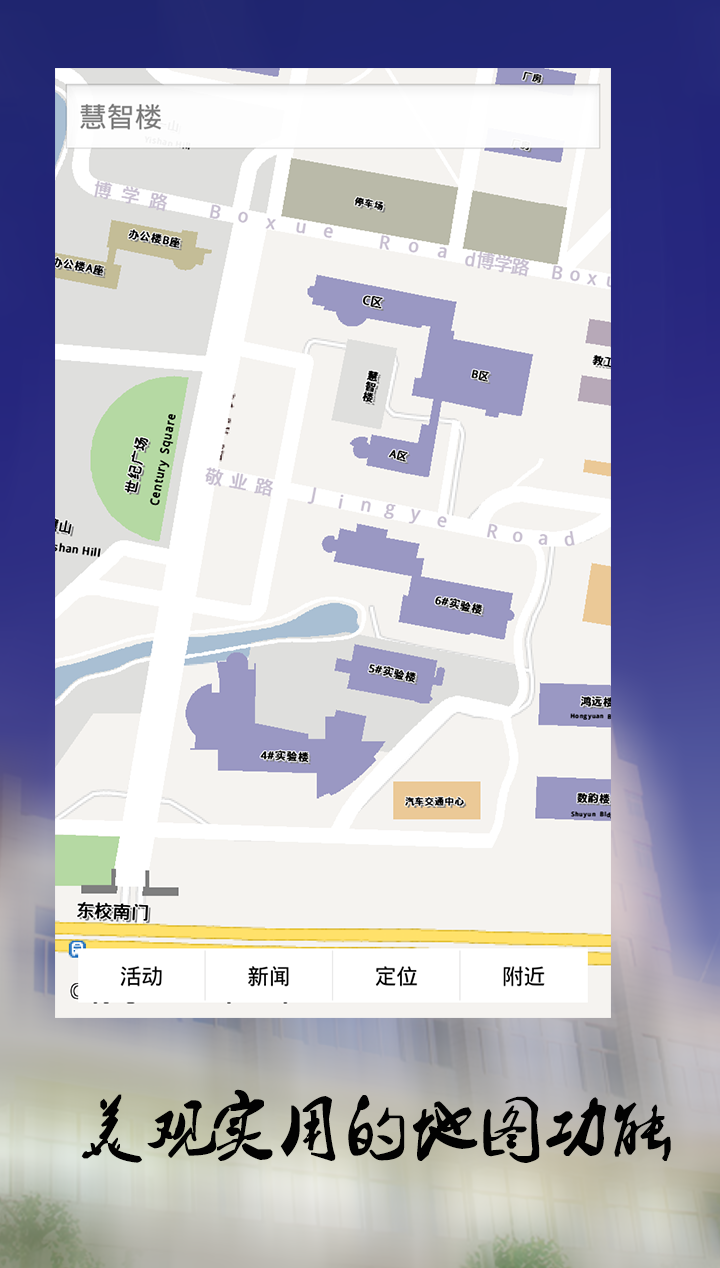 厂房
慧智楼
停车场
博学路 Boxue Road
博学路 Boxu
办公楼B座
办公楼A座
C区
B区
慧智楼
教工
A区
世纪广场
Century Square
敬业路 Jingye Road
山
shan Hill
6#实验楼
5#实验楼
4#实验楼
鸿远楼
Hongyuan B
汽车交通中心
数韵楼
Shuyun Bld
东校南门
活动 新闻 定位 附近
美观实用的地图功能